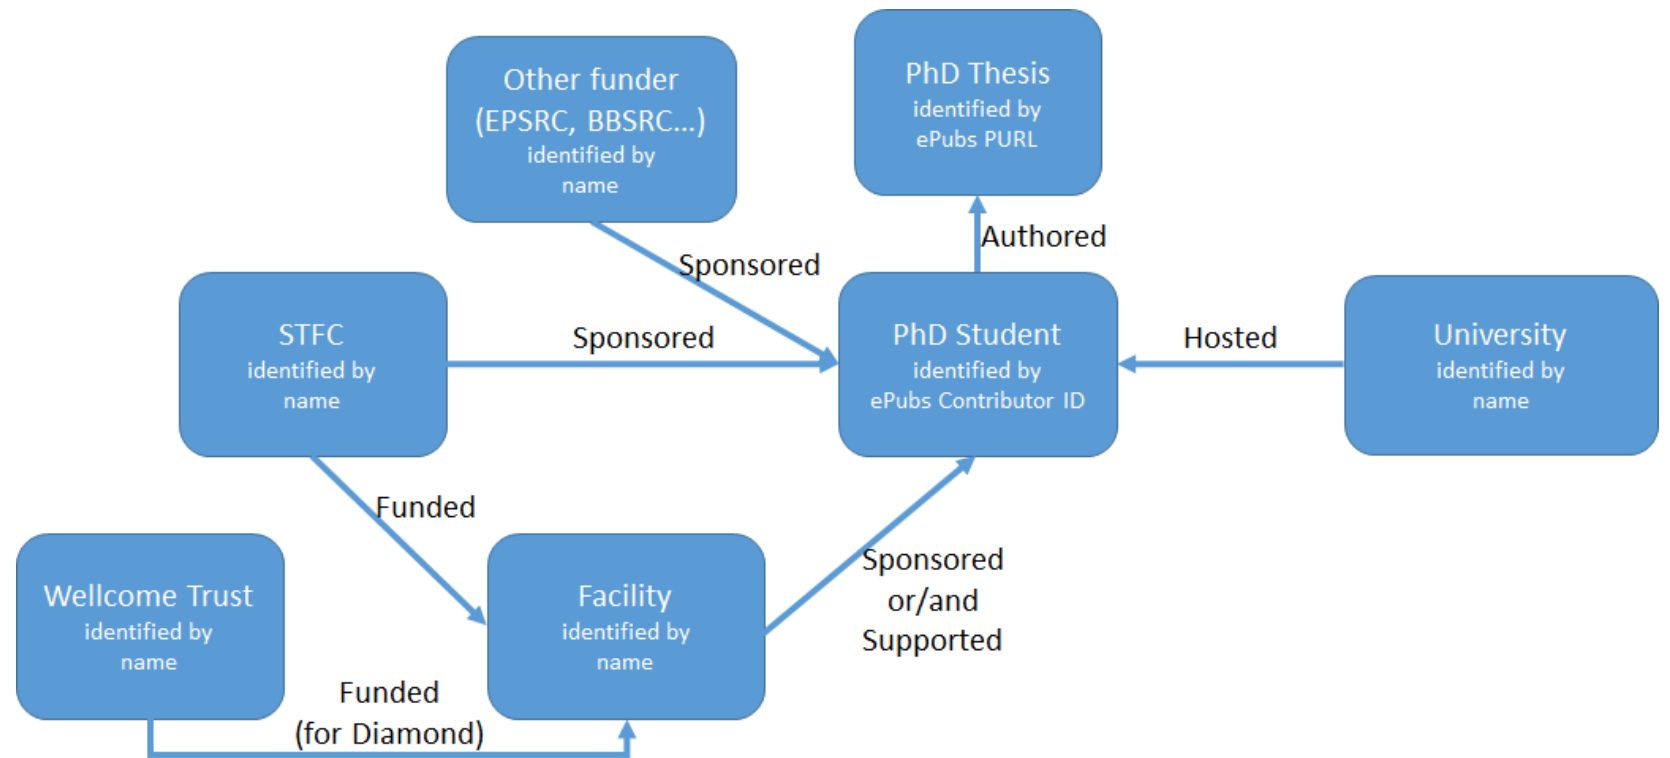 Other funder
(EPSRC, BBSRC...)
identified by
name
PhD Thesis
identified by
ePubs PURL
Authored
Sponsored
STFC
identified by
name
Sponsored
PhD Student
identified by
ePubs Contributor ID
Hosted
University
identified by
name
Funded
Wellcome Trust
identified by
name
Facility
identified by
name
Sponsored
or/and
Supported
Funded
(for Diamond)